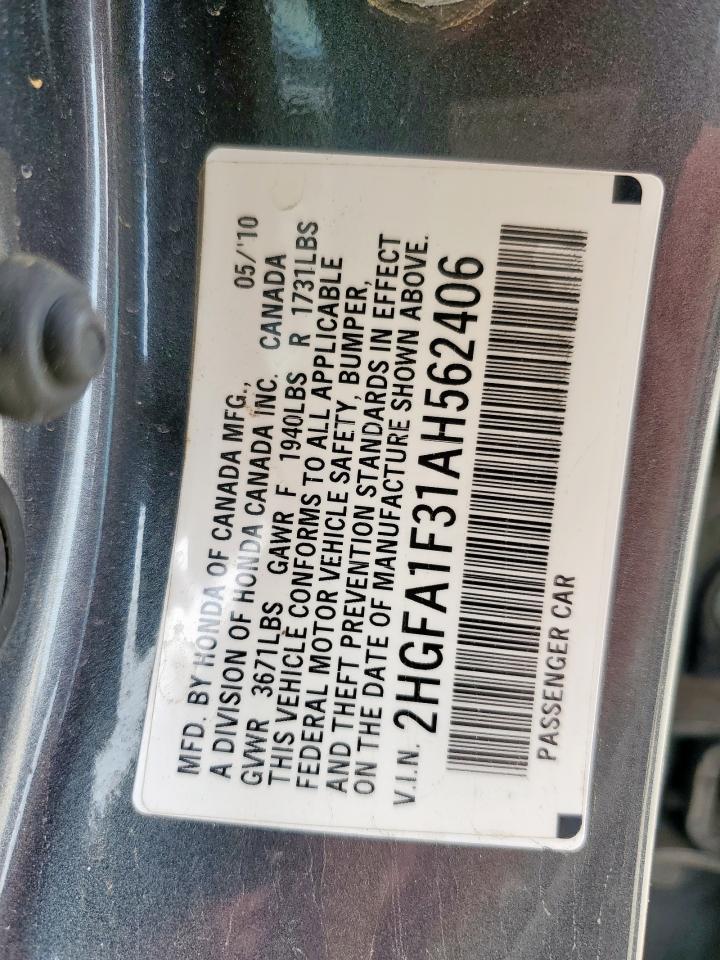 MFD. BY HONDA OF CANADA MFG., 05/'10
A DIVISION OF HONDA CANADA INC. CANADA
GVWR 3671LBS GAWR F 1940LBS R 1731LBS
THIS VEHICLE CONFORMS TO ALL APPLICABLE
FEDERAL MOTOR VEHICLE SAFETY, BUMPER,
AND THEFT PREVENTION STANDARDS IN EFFECT
ON THE DATE OF MANUFACTURE SHOWN ABOVE.
V.I.N. 2HGFA1F31AH562406
PASSENGER CAR